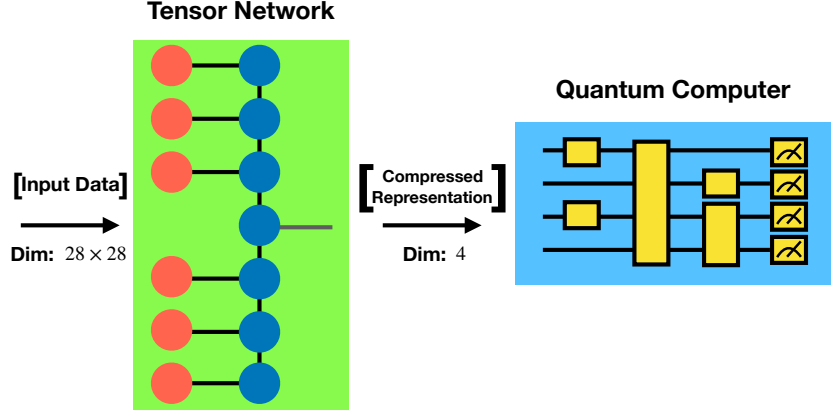 Tensor Network
Quantum Computer
[Input Data]
Dim: 28 × 28
[Compressed
Representation]
Dim: 4